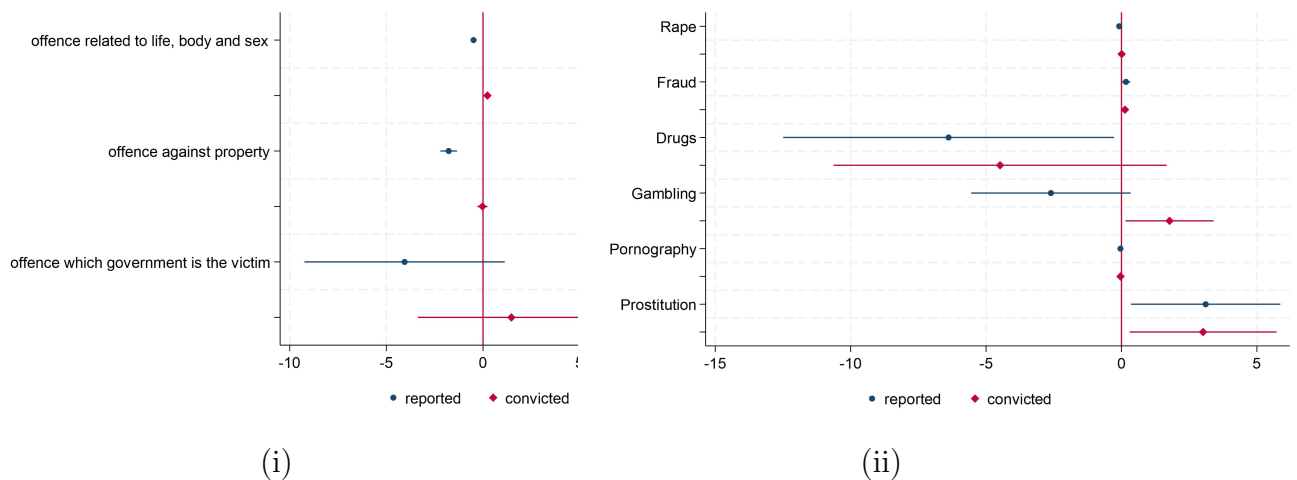 offence related to life, body and sex
offence against property
offence which government is the victim
-10 -5 0
reported convicted
(i)
Rape
Fraud
Drugs
Gambling
Pornography
Prostitution
-15 -10 -5 0 5
reported convicted
(ii)